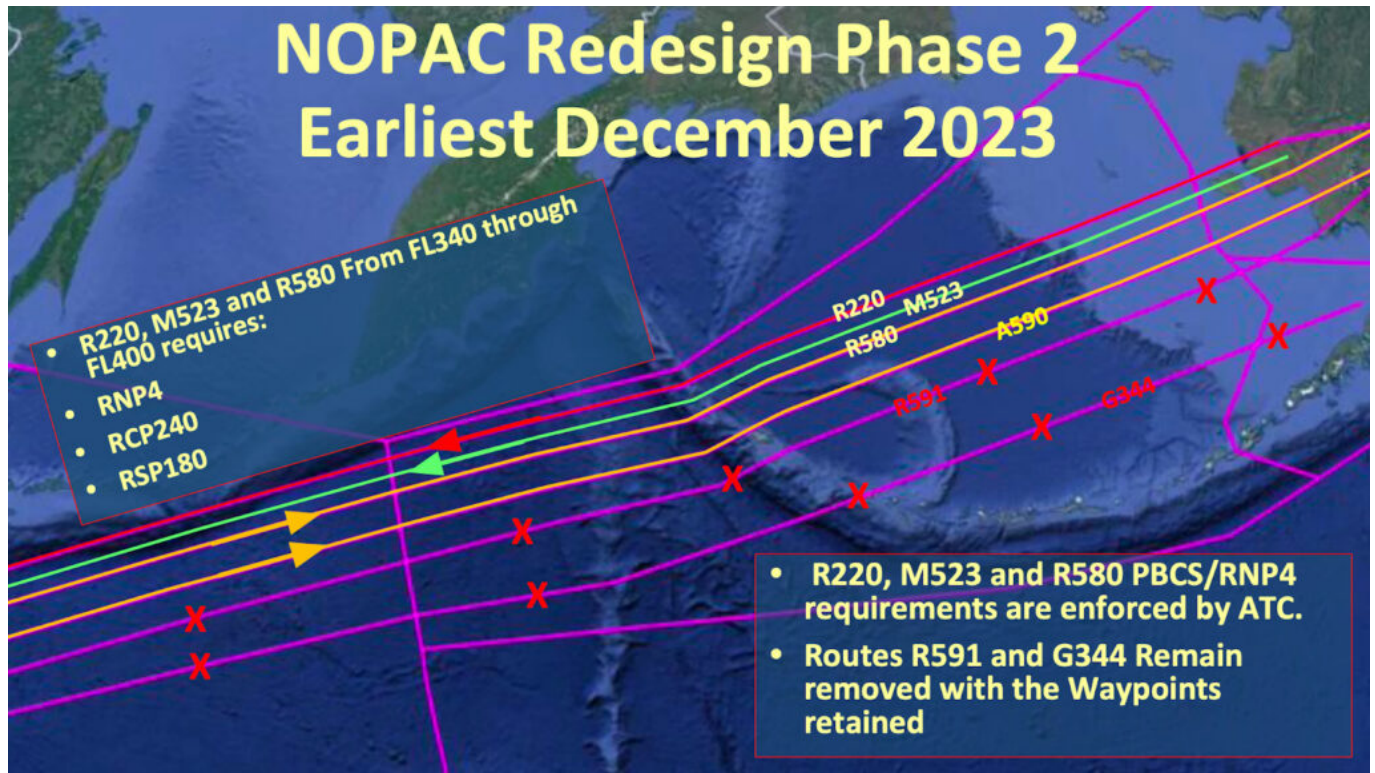 NOPAC Redesign Phase 2
Earliest December 2023
• R220, M523 and R580 From FL340 through
FL400 requires:
• RNP4
• RCP240
• RSP180
R220
M523
R580
A590
R591
G344
X
X
X
X
X
X
X
X
X
X
• R220, M523 and R580 PBCS/RNP4
requirements are enforced by ATC.
• Routes R591 and G344 Remain
removed with the Waypoints
retained